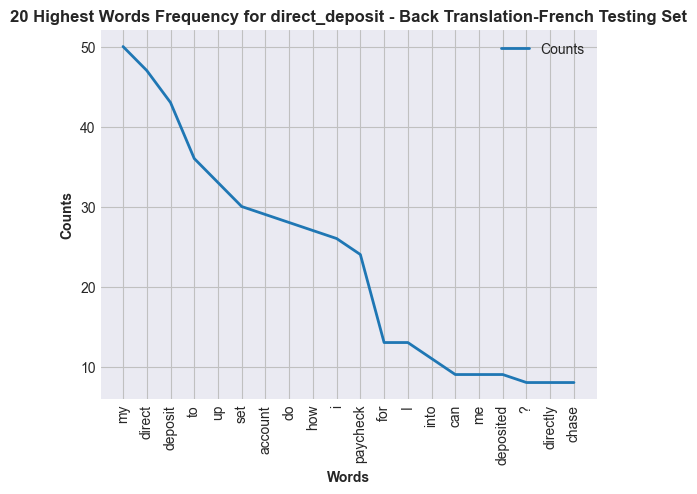 20 Highest Words Frequency for direct_deposit - Back Translation-French Testing Set
Counts
50
40
30
20
10
Counts
my
direct
deposit
to
up
set
account
do
how
i
paycheck
for
I
into
can
me
deposited
?
directly
chase
Words